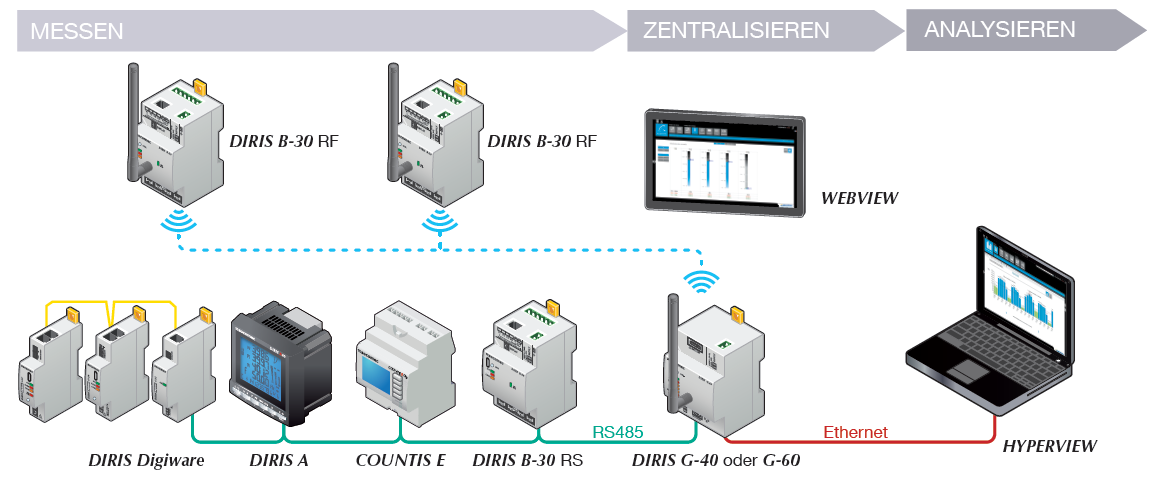 MESSEN
ZENTRALISIEREN
ANALYSIEREN
DIRIS B-30 RF
DIRIS B-30 RF
WEBVIEW
RS485
Ethernet
DIRIS Digiware
DIRIS A
COUNTIS E
DIRIS B-30 RS
DIRIS G-40 oder G-60
HYPERVIEW